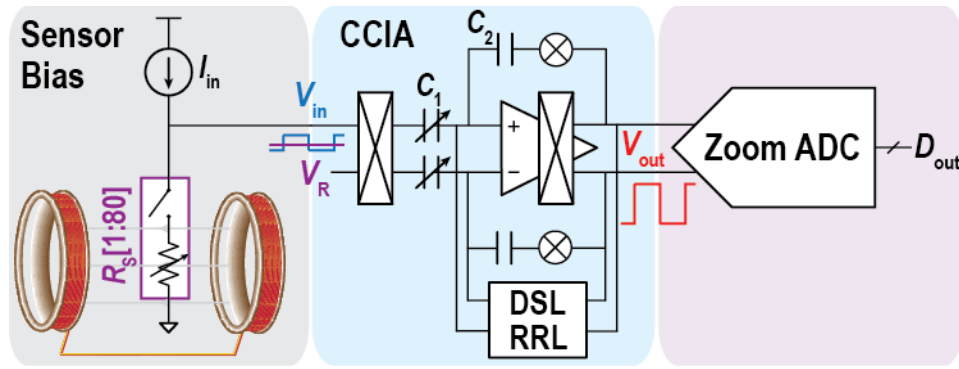 Sensor
Bias
I_in
R_S[1:80]
CCIA
V_in
V_R
C_1
C_2
+
−
DSL
RRL
V_out
Zoom ADC
D_out